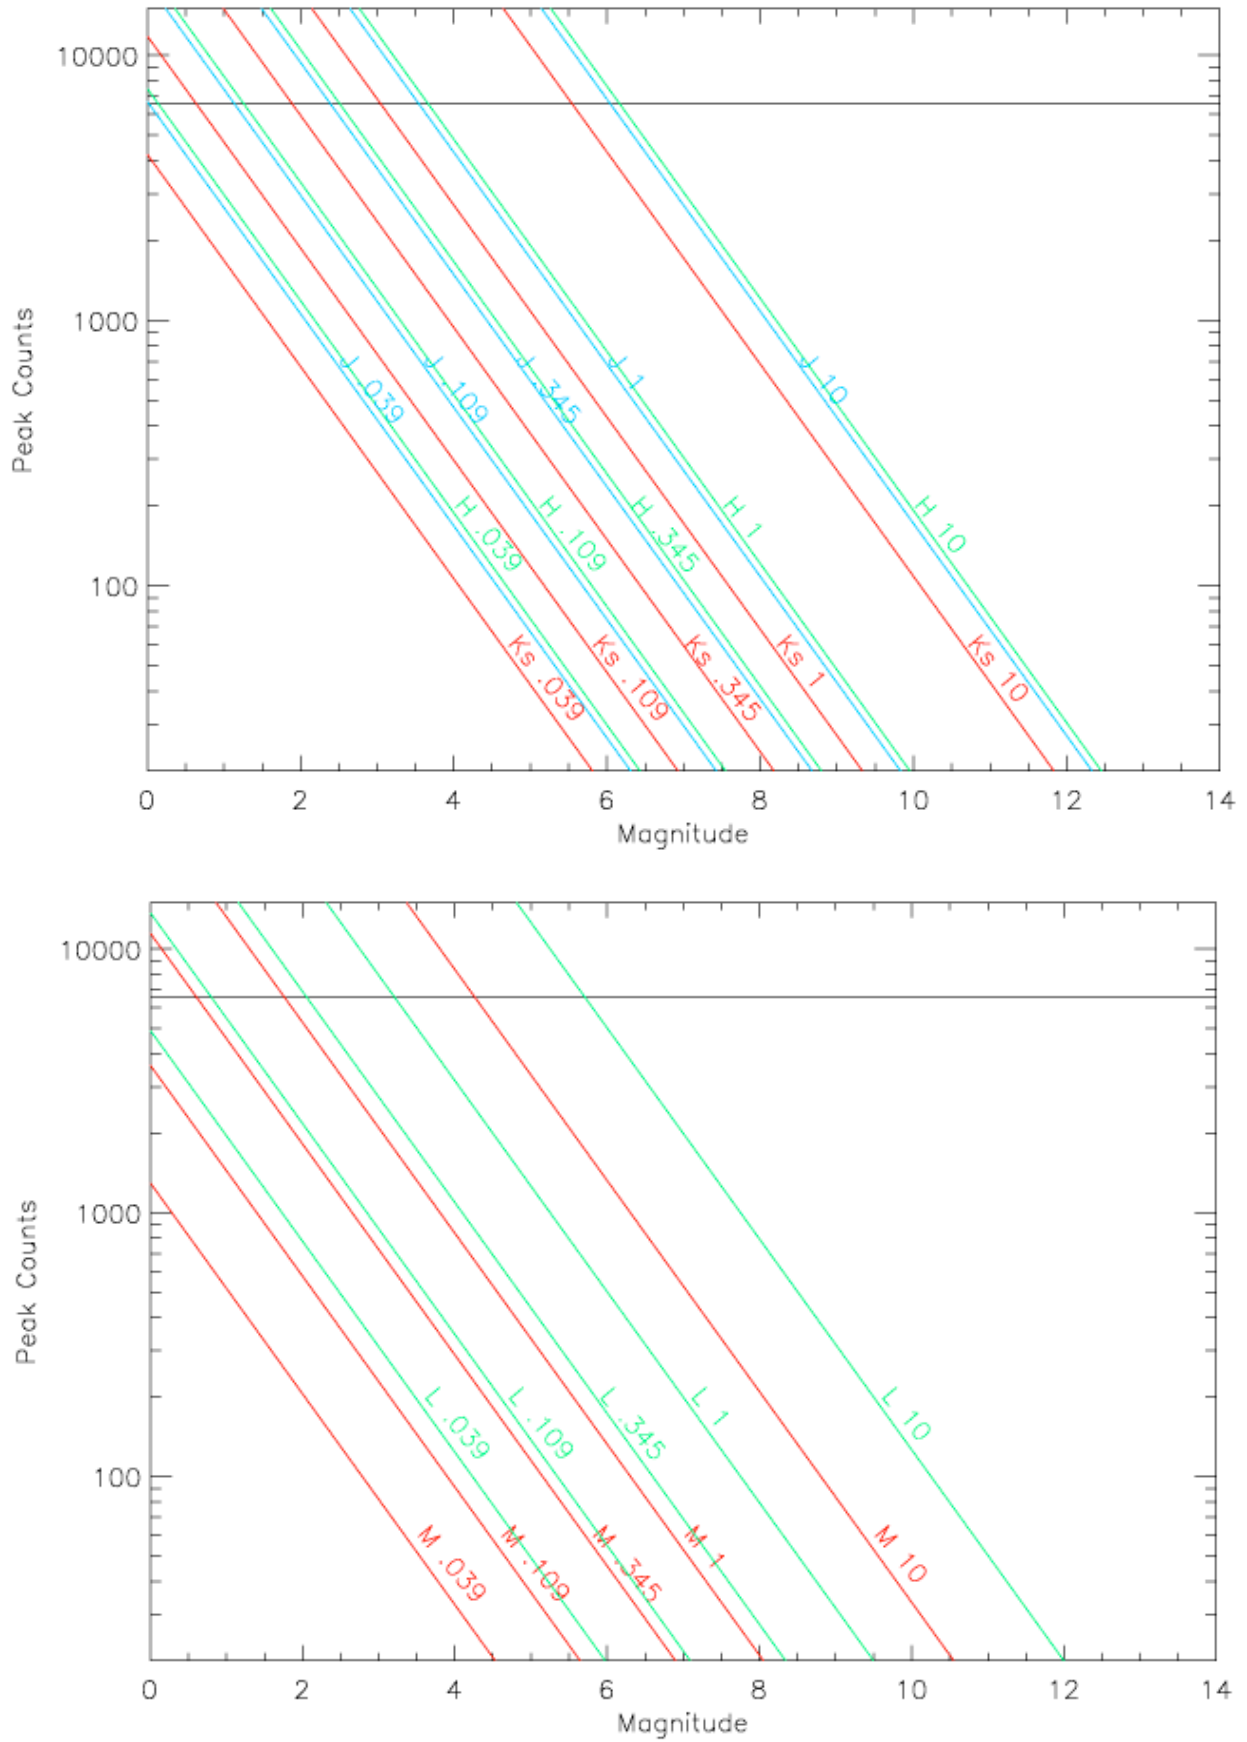 10000
1000
100
Peak Counts
J .039
J .109
J .345
J 1
J 10
H .039
H .109
H .345
H 1
H 10
Ks .039
Ks .109
Ks .345
Ks 1
Ks 10
0 2 4 6 8 10 12 14
Magnitude
10000
1000
100
Peak Counts
L .039
L .109
L .345
L 1
L 10
M .039
M .109
M .345
M 1
M 10
0 2 4 6 8 10 12 14
Magnitude